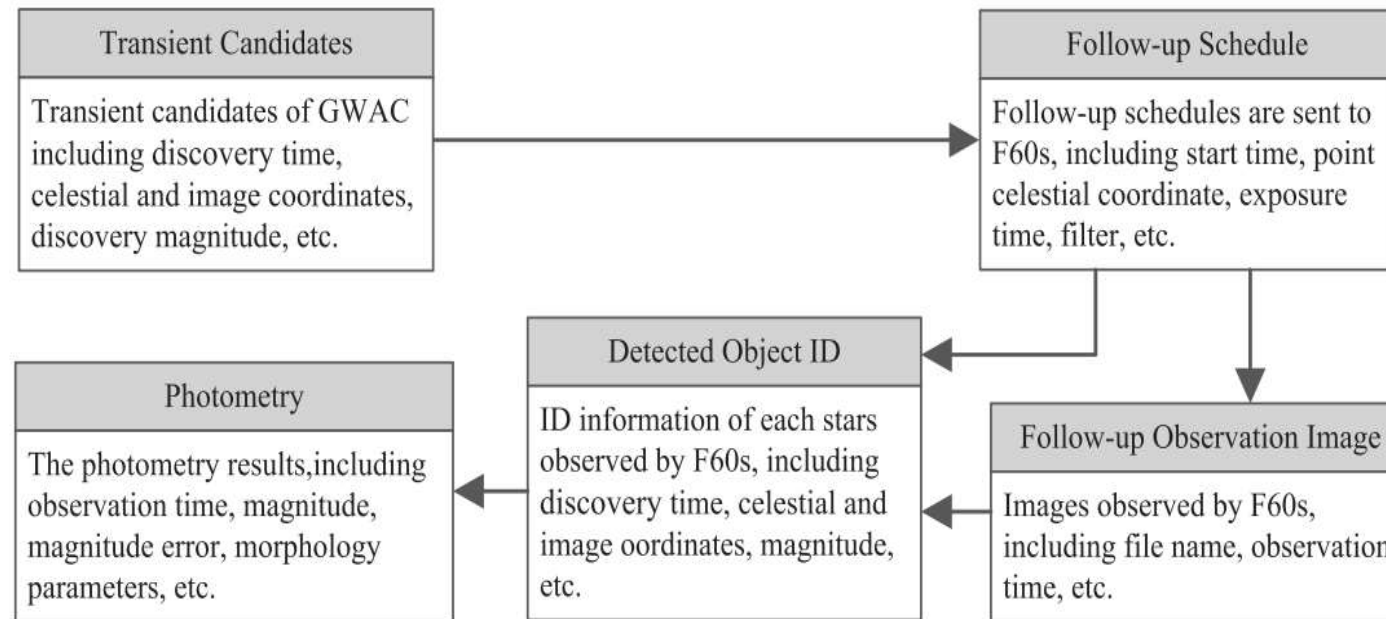 Transient Candidates
Transient candidates of GWAC
including discovery time,
celestial and image coordinates,
discovery magnitude, etc.
Follow-up Schedule
Follow-up schedules are sent to
F60s, including start time, point
celestial coordinate, exposure
time, filter, etc.
Detected Object ID
ID information of each stars
observed by F60s, including
discovery time, celestial and
image oordinates, magnitude,
etc.
Photometry
The photometry results,including
observation time, magnitude,
magnitude error, morphology
parameters, etc.
Follow-up Observation Image
Images observed by F60s,
including file name, observation
time, etc.